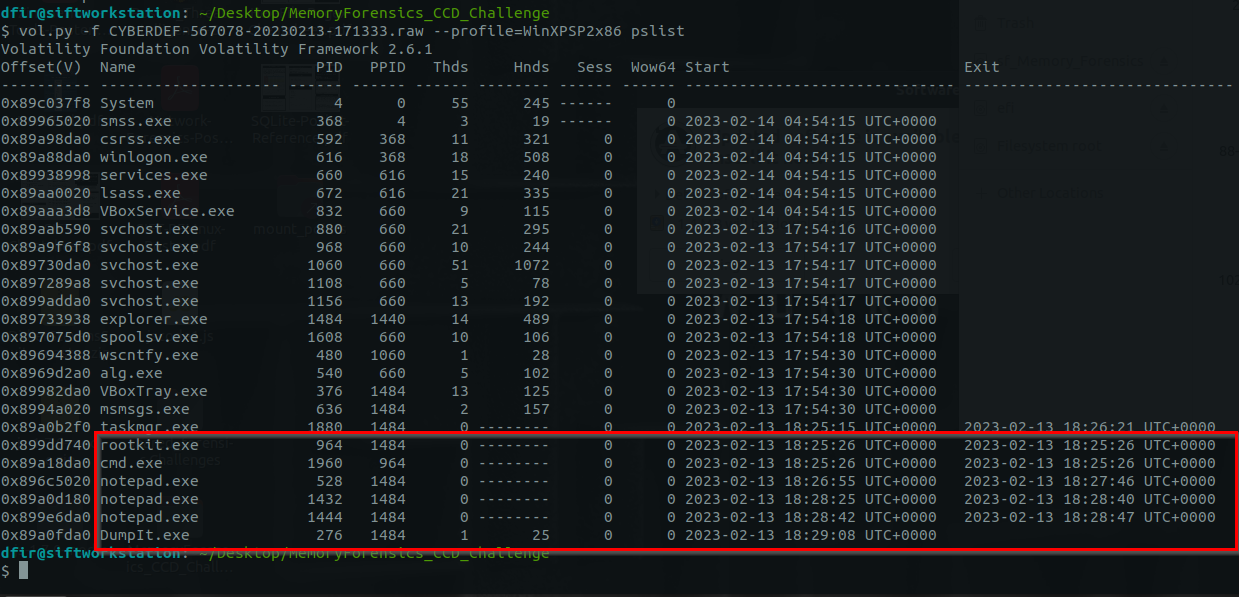 dfir@siftworkstation: ~/Desktop/MemoryForensics_CCD_Challenge
$ vol.py -f CYBERDEF-567078-20230213-171333.raw --profile=WinXPSP2x86 pslist
Volatility Foundation Volatility Framework 2.6.1
Offset(V)  Name                    PID   PPID   Thds     Hnds   Sess  Wow64 Start                          Exit
---------- -------------------- ------ ------ ------ -------- ------ ------ ------------------------------ ------------------------------
0x89c037f8 System                    4      0     55      245 ------      0
0x89965020 smss.exe                368      4      3       19 ------      0 2023-02-14 04:54:15 UTC+0000
0x89a98da0 csrss.exe               592    368     11      321      0      0 2023-02-14 04:54:15 UTC+0000
0x89a88da0 winlogon.exe            616    368     18      508      0      0 2023-02-14 04:54:15 UTC+0000
0x89938998 services.exe            660    616     15      240      0      0 2023-02-14 04:54:15 UTC+0000
0x89aa0020 lsass.exe               672    616     21      335      0      0 2023-02-14 04:54:15 UTC+0000
0x89aaa3d8 VBoxService.exe         832    660      9      115      0      0 2023-02-14 04:54:15 UTC+0000
0x89aab590 svchost.exe             880    660     21      295      0      0 2023-02-13 17:54:16 UTC+0000
0x89a9f6f8 svchost.exe             968    660     10      244      0      0 2023-02-13 17:54:17 UTC+0000
0x89730da0 svchost.exe            1060    660     51     1072      0      0 2023-02-13 17:54:17 UTC+0000
0x897289a8 svchost.exe            1108    660      5       78      0      0 2023-02-13 17:54:17 UTC+0000
0x899adda0 svchost.exe            1156    660     13      192      0      0 2023-02-13 17:54:17 UTC+0000
0x89733938 explorer.exe           1484   1440     14      489      0      0 2023-02-13 17:54:18 UTC+0000
0x897075d0 spoolsv.exe            1608    660     10      106      0      0 2023-02-13 17:54:18 UTC+0000
0x89694388 wscntfy.exe             480   1060      1       28      0      0 2023-02-13 17:54:30 UTC+0000
0x8969d2a0 alg.exe                 540    660      5      102      0      0 2023-02-13 17:54:30 UTC+0000
0x89982da0 VBoxTray.exe            376   1484     13      125      0      0 2023-02-13 17:54:30 UTC+0000
0x8994a020 msmsgs.exe              636   1484      2      157      0      0 2023-02-13 17:54:30 UTC+0000
0x89a0b2f0 taskmgr.exe            1880   1484      0 --------      0      0 2023-02-13 18:25:15 UTC+0000   2023-02-13 18:26:21 UTC+0000
0x899dd740 rootkit.exe             964   1484      0 --------      0      0 2023-02-13 18:25:26 UTC+0000   2023-02-13 18:25:26 UTC+0000
0x89a18da0 cmd.exe                1960    964      0 --------      0      0 2023-02-13 18:25:26 UTC+0000   2023-02-13 18:25:26 UTC+0000
0x896c5020 notepad.exe             528   1484      0 --------      0      0 2023-02-13 18:26:55 UTC+0000   2023-02-13 18:27:46 UTC+0000
0x89a0d180 notepad.exe            1432   1484      0 --------      0      0 2023-02-13 18:28:25 UTC+0000   2023-02-13 18:28:40 UTC+0000
0x899e6da0 notepad.exe            1444   1484      0 --------      0      0 2023-02-13 18:28:42 UTC+0000   2023-02-13 18:28:47 UTC+0000
0x89a0fda0 DumpIt.exe              276   1484      1       25      0      0 2023-02-13 18:29:08 UTC+0000
dfir@siftworkstation: ~/Desktop/MemoryForensics_CCD_Challenge
$